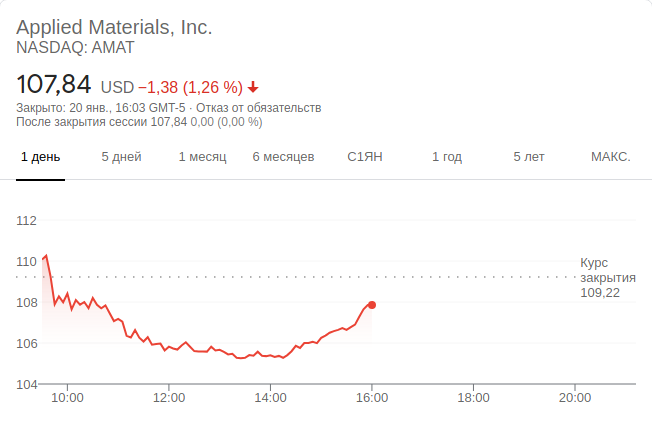 Applied Materials, Inc.
NASDAQ: AMAT
107,84 USD −1,38 (1,26 %)
Закрыто: 20 янв., 16:03 GMT-5 · Отказ от обязательств
После закрытия сессии 107,84 0,00 (0,00 %)
1 день 5 дней 1 месяц 6 месяцев С1ЯН 1 год 5 лет МАКС.
112
110
Курс
закрытия
109,22
108
106
104
10:00 12:00 14:00 16:00 18:00 20:00